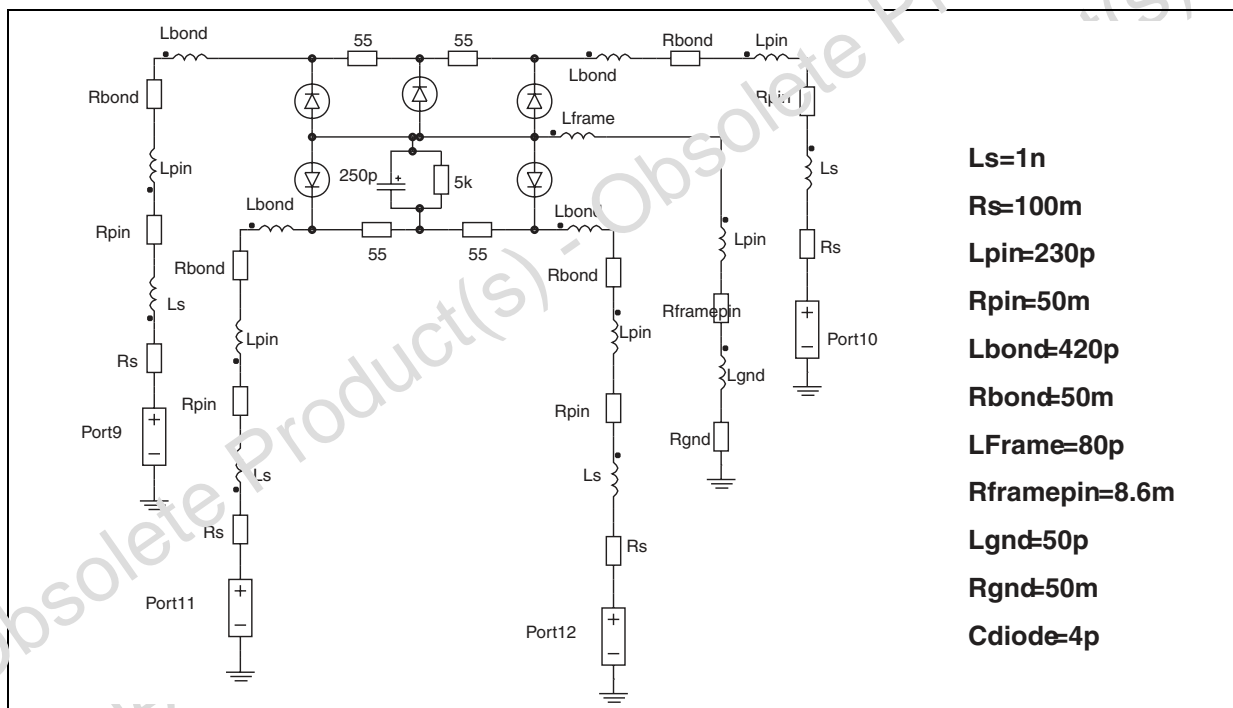 Obsolete Product(s) - Obsolete P
ct(s)
Lbond
55
55
Rbond
Lpin
Lbond
Rbond
Rpin
Lframe
Lpin
Ls
250p
+
5k
Lbond
Lbond
Rpin
55
55
Lpin
Rs
Rbond
Rbond
Ls
Rframepin
+
−
Port10
Lpin
Lpin
Lgnd
Rs
Rpin
Rpin
Rgnd
Port9
+
−
Ls
Ls
Rs
Rs
Port11
+
−
Port12
+
−
Ls=1n
Rs=100m
Lpin=230p
Rpin=50m
Lbond=420p
Rbond=50m
LFrame=80p
Rframepin=8.6m
Lgnd=50p
Rgnd=50m
Cdiode=4p